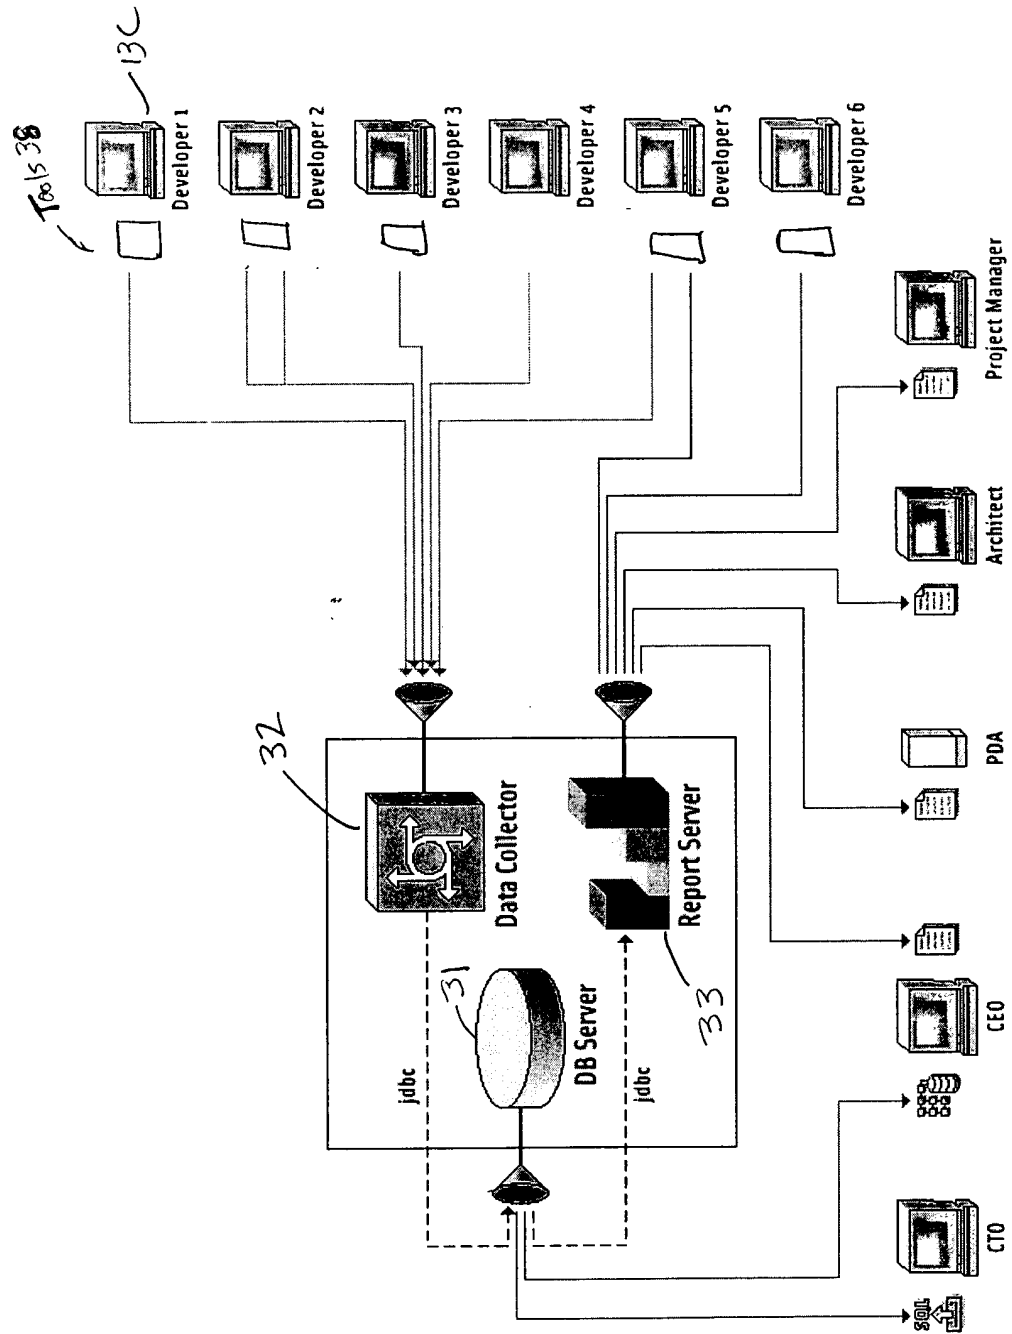 Tools 38
13C
Developer 1
Developer 2
Developer 3
Developer 4
Developer 5
Developer 6
32
Data Collector
31
DB Server
33
Report Server
jdbc
jdbc
Project Manager
Architect
PDA
CEO
CTO
SQL